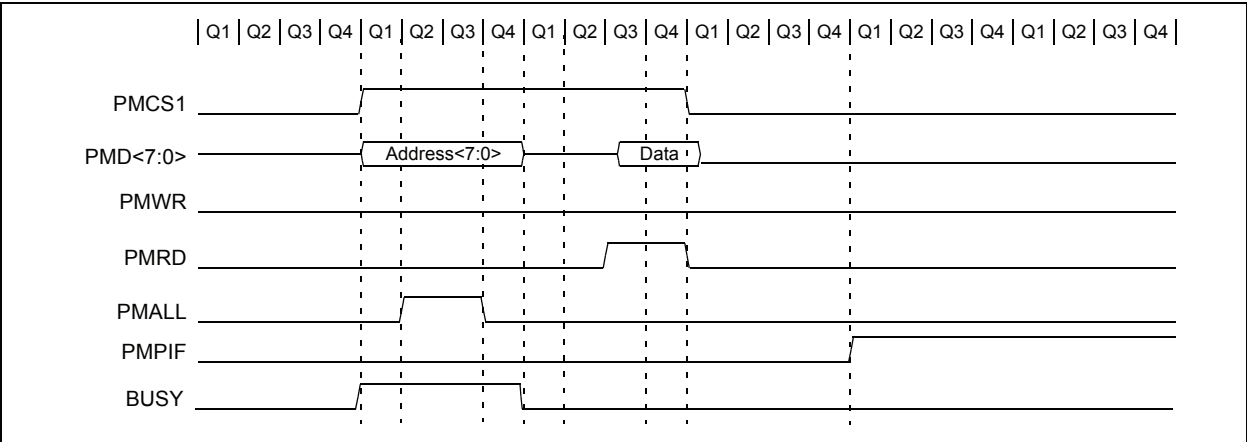 Q1 Q2 Q3 Q4 Q1 Q2 Q3 Q4 Q1 Q2 Q3 Q4 Q1 Q2 Q3 Q4 Q1 Q2 Q3 Q4 Q1 Q2 Q3 Q4
PMCS1
PMD<7:0> Address<7:0> Data
PMWR
PMRD
PMALL
PMPIF
BUSY